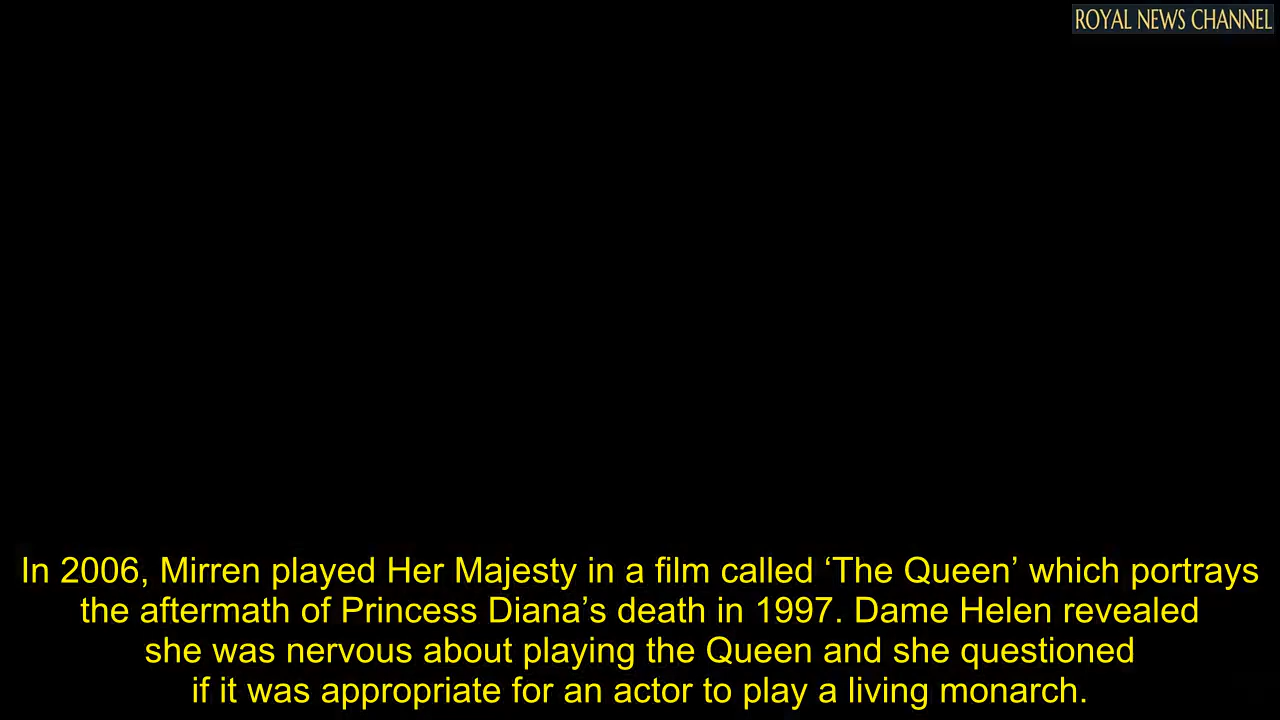 ROYAL NEWS CHANNEL
In 2006, Mirren played Her Majesty in a film called ‘The Queen’ which portrays
the aftermath of Princess Diana’s death in 1997. Dame Helen revealed
she was nervous about playing the Queen and she questioned
if it was appropriate for an actor to play a living monarch.